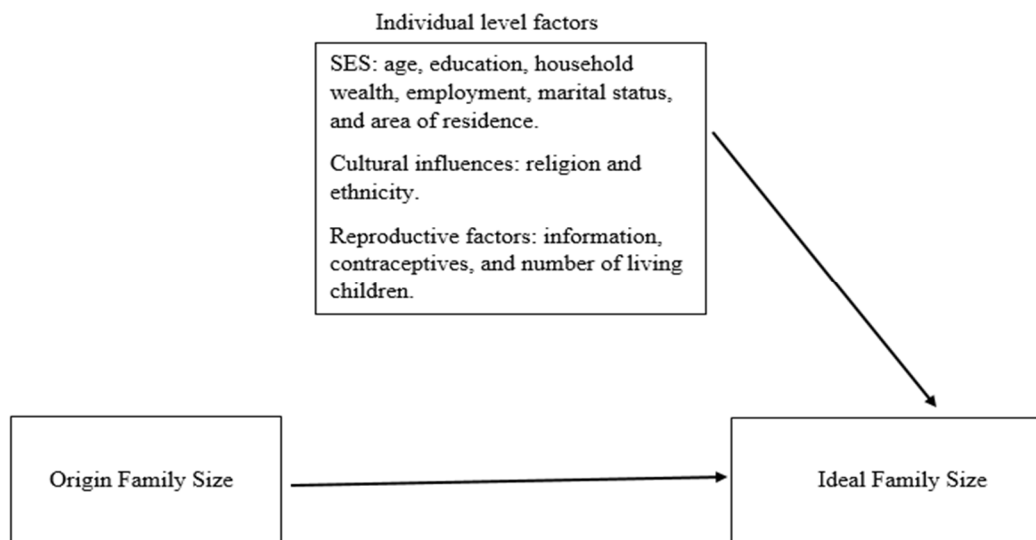 Individual level factors
SES: age, education, household
wealth, employment, marital status,
and area of residence.
Cultural influences: religion and
ethnicity.
Reproductive factors: information,
contraceptives, and number of living
children.
Origin Family Size
Ideal Family Size